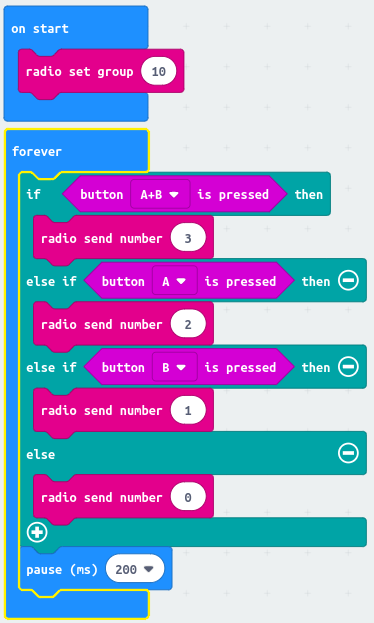 on start
radio set group 10
forever
if button A+B ▼ is pressed then
radio send number 3
else if button A ▼ is pressed then
radio send number 2
else if button B ▼ is pressed then
radio send number 1
else
radio send number 0
pause (ms) 200 ▼